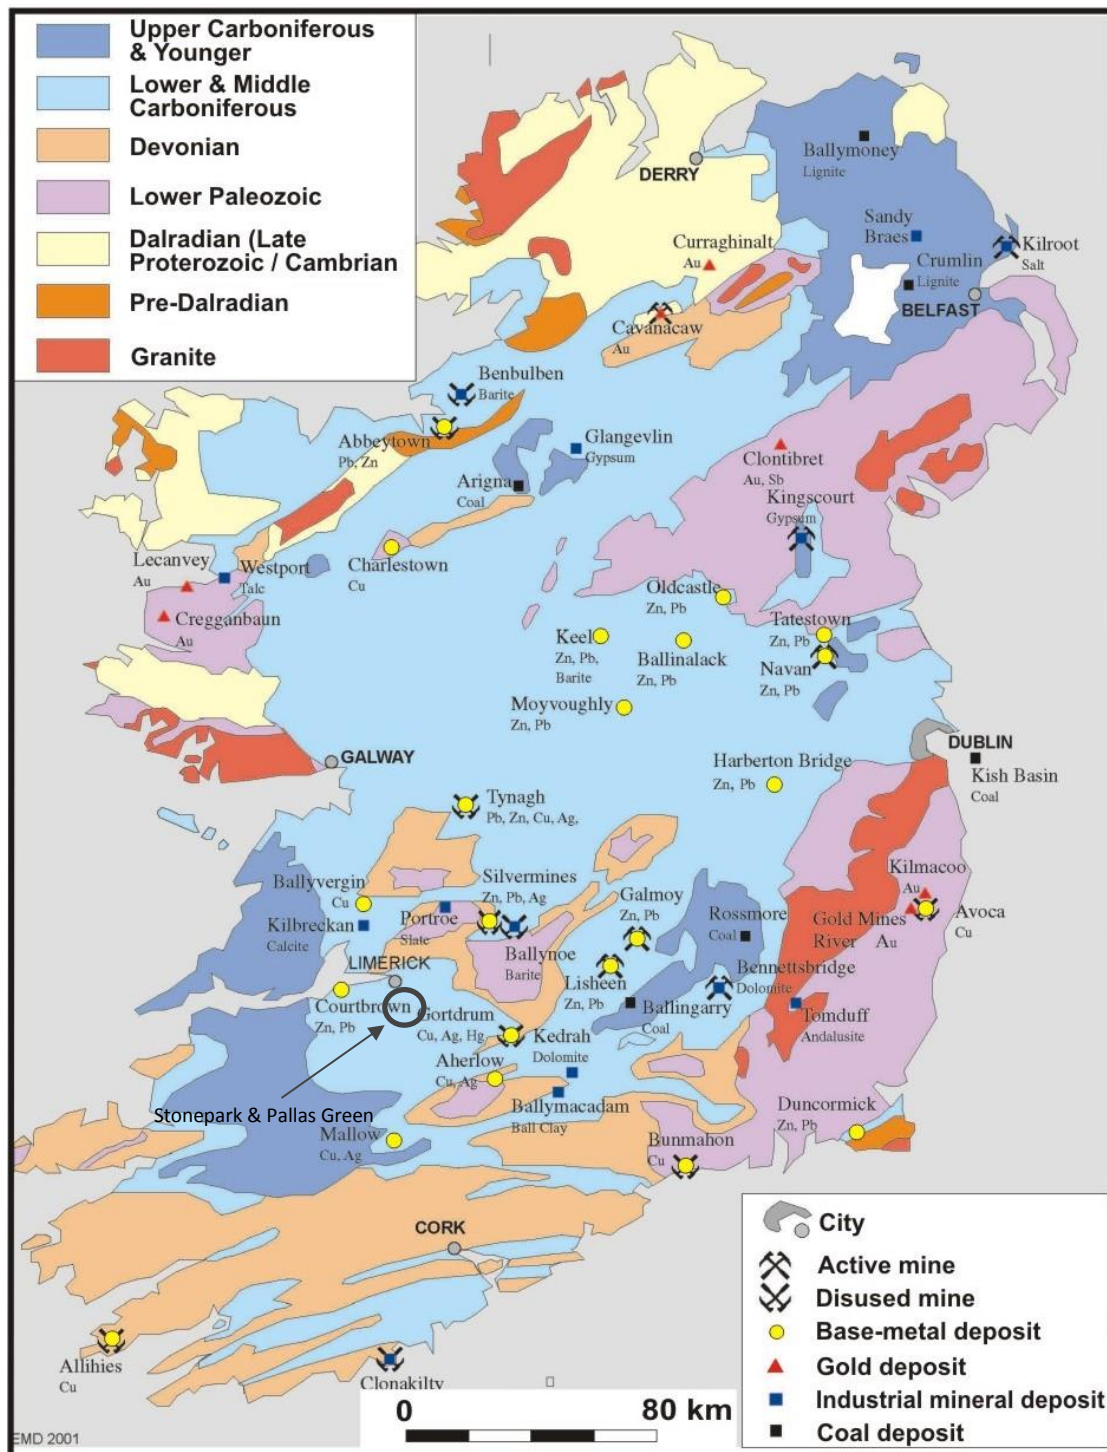 Upper Carboniferous
& Younger
Lower & Middle
Carboniferous
Devonian
Lower Paleozoic
Dalradian (Late
Proterozoic / Cambrian
Pre-Dalradian
Granite
Ballymoney
Lignite
DERRY
Sandy
Braes
Curraghinalt
Au
Kilroot
Salt
Crumlin
Lignite
BELFAST
Cavanacaw
Au
Benbulben
Barite
Abbeytown
Pb, Zn
Glangevlin
Gypsum
Clontibret
Au, Sb
Arigna
Coal
Kingscourt
Gypsum
Lecanvey
Au
Westport
Talc
Charlestown
Cu
Oldcastle
Zn, Pb
Cregganbaun
Au
Tatestown
Zn, Pb
Keel
Zn, Pb,
Barite
Ballinalack
Zn, Pb
Navan
Zn, Pb
Moyvoughly
Zn, Pb
DUBLIN
GALWAY
Harberton Bridge
Zn, Pb
Kish Basin
Coal
Tynagh
Pb, Zn, Cu, Ag,
Kilmacoo
Au
Silvermines
Zn, Pb, Ag
Ballyvergin
Cu
Galmoy
Zn, Pb
Rossmore
Coal
Gold Mines
River Au
Avoca
Cu
Kilbreckan
Calcite
Portroe
Slate
Ballynoe
Barite
LIMERICK
Lisheen
Zn, Pb
Bennettsbridge
Dolomite
Courtbrown
Zn, Pb
Gortdrum
Cu, Ag, Hg
Ballingarry
Coal
Tomduff
Andalusite
Kedrah
Dolomite
Aherlow
Cu, Ag
Stonepark & Pallas Green
Ballymacadam
Ball Clay
Duncormick
Zn, Pb
Mallow
Cu, Ag
Bunmahon
Cu
CORK
Allihies
Cu
Clonakilty
City
Active mine
Disused mine
Base-metal deposit
Gold deposit
Industrial mineral deposit
Coal deposit
0 80 km
EMD 2001